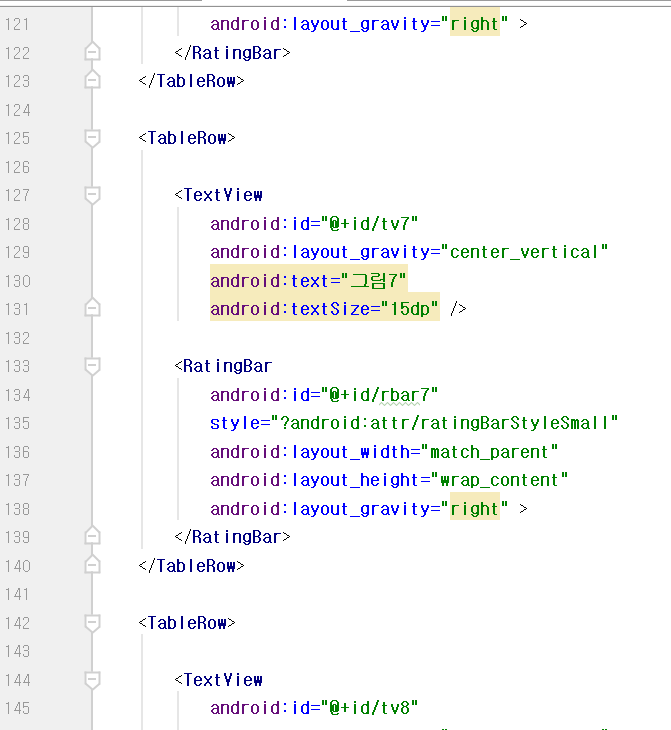 121 android:layout_gravity="right" >
122 </RatingBar>
123 </TableRow>
124
125 <TableRow>
126
127 <TextView
128 android:id="@+id/tv7"
129 android:layout_gravity="center_vertical"
130 android:text="그림7"
131 android:textSize="15dp" />
132
133 <RatingBar
134 android:id="@+id/rbar7"
135 style="?android:attr/ratingBarStyleSmall"
136 android:layout_width="match_parent"
137 android:layout_height="wrap_content"
138 android:layout_gravity="right" >
139 </RatingBar>
140 </TableRow>
141
142 <TableRow>
143
144 <TextView
145 android:id="@+id/tv8"